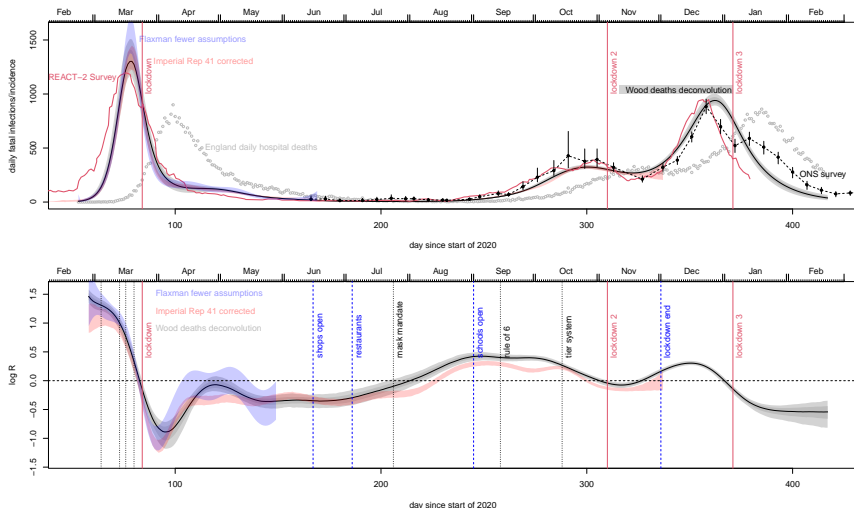 Feb Mar Apr May Jun Jul Aug Sep Oct Nov Dec Jan Feb
daily fatal infections/incidence
0 500 1000 1500
Flaxman fewer assumptions
Imperial Rep 41 corrected
REACT−2 Survey
lockdown
England daily hospital deaths
lockdown 2
Wood deaths deconvolution
lockdown 3
ONS survey
100 200 300 400
day since start of 2020
Feb Mar Apr May Jun Jul Aug Sep Oct Nov Dec Jan Feb
log R
−1.5 −1.0 −0.5 0.0 0.5 1.0 1.5
Flaxman fewer assumptions
Imperial Rep 41 corrected
Wood deaths deconvolution
lockdown
shops open
restaurants
mask mandate
schools open
rule of 6
tier system
lockdown 2
lockdown end
lockdown 3
100 200 300 400
day since start of 2020